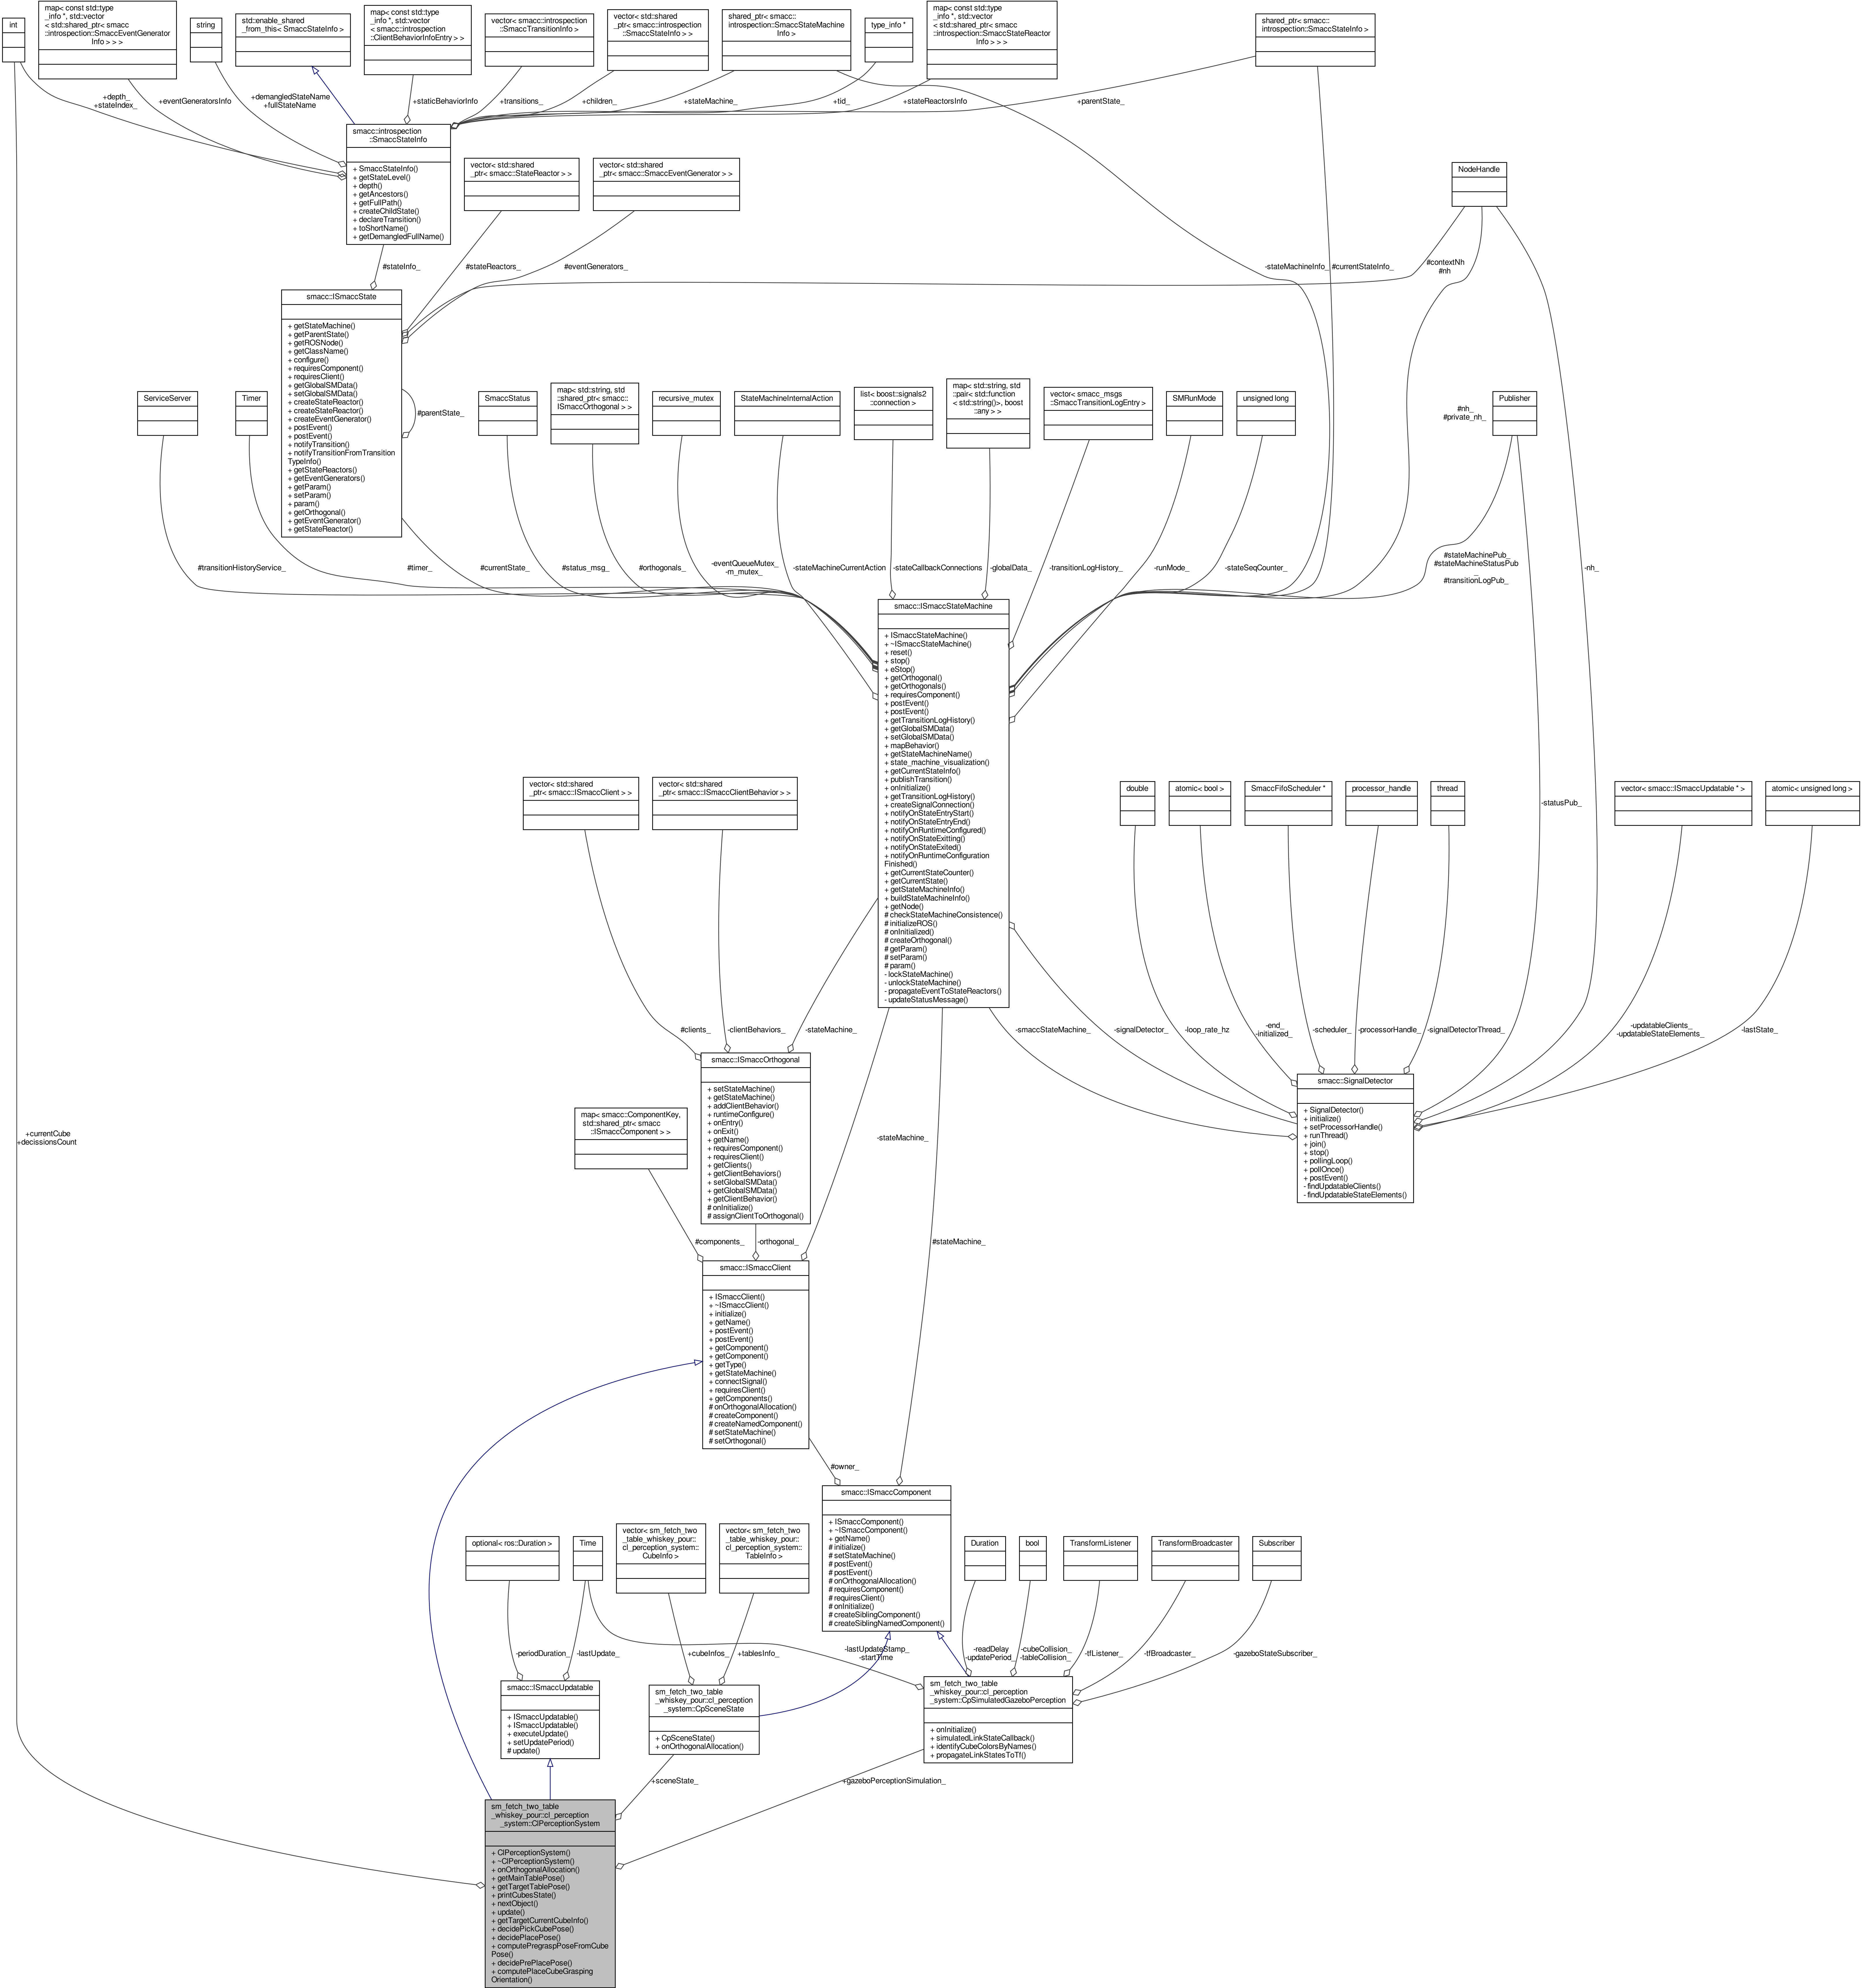 int
map< const std::type
_info *, std::vector
< std::shared_ptr< smacc
::introspection::SmaccEventGenerator
Info > > >
string
std::enable_shared
_from_this< SmaccStateInfo >
map< const std::type
_info *, std::vector
< smacc::introspection
::ClientBehaviorInfoEntry > >
vector< smacc::introspection
::SmaccTransitionInfo >
vector< std::shared
_ptr< smacc::introspection
::SmaccStateInfo > >
shared_ptr< smacc::
introspection::SmaccStateMachine
Info >
type_info *
map< const std::type
_info *, std::vector
< std::shared_ptr< smacc
::introspection::SmaccStateReactor
Info > > >
shared_ptr< smacc::
introspection::SmaccStateInfo >
+depth_
+stateIndex_
+eventGeneratorsInfo
+demangledStateName
+fullStateName
+staticBehaviorInfo
+transitions_
+children_
+stateMachine_
+tid_
+stateReactorsInfo
+parentState_
smacc::introspection
::SmaccStateInfo
+ SmaccStateInfo()
+ getStateLevel()
+ depth()
+ getAncestors()
+ getFullPath()
+ createChildState()
+ declareTransition()
+ toShortName()
+ getDemangledFullName()
vector< std::shared
_ptr< smacc::StateReactor > >
vector< std::shared
_ptr< smacc::SmaccEventGenerator > >
NodeHandle
#stateInfo_
#stateReactors_
#eventGenerators_
-stateMachineInfo_
#currentStateInfo_
#contextNh
#nh
smacc::ISmaccState
+ getStateMachine()
+ getParentState()
+ getROSNode()
+ getClassName()
+ configure()
+ requiresComponent()
+ requiresClient()
+ getGlobalSMData()
+ setGlobalSMData()
+ createStateReactor()
+ createStateReactor()
+ createEventGenerator()
+ postEvent()
+ postEvent()
+ notifyTransition()
+ notifyTransitionFromTransition
TypeInfo()
+ getStateReactors()
+ getEventGenerators()
+ getParam()
+ setParam()
+ param()
+ getOrthogonal()
+ getEventGenerator()
+ getStateReactor()
#parentState_
ServiceServer
Timer
SmaccStatus
map< std::string, std
::shared_ptr< smacc::
ISmaccOrthogonal > >
recursive_mutex
StateMachineInternalAction
list< boost::signals2
::connection >
map< std::string, std
::pair< std::function
< std::string()>, boost
::any > >
vector< smacc_msgs
::SmaccTransitionLogEntry >
SMRunMode
unsigned long
#nh_
#private_nh_
Publisher
#transitionHistoryService_
#timer_
#currentState_
#status_msg_
#orthogonals_
-eventQueueMutex_
-m_mutex_
-stateMachineCurrentAction
-stateCallbackConnections
-globalData_
-transitionLogHistory_
-runMode_
-stateSeqCounter_
#stateMachinePub_
#stateMachineStatusPub
_
#transitionLogPub_
-nh_
smacc::ISmaccStateMachine
+ ISmaccStateMachine()
+ ~ISmaccStateMachine()
+ reset()
+ stop()
+ eStop()
+ getOrthogonal()
+ getOrthogonals()
+ requiresComponent()
+ postEvent()
+ postEvent()
+ getTransitionLogHistory()
+ getGlobalSMData()
+ setGlobalSMData()
+ mapBehavior()
+ getStateMachineName()
+ state_machine_visualization()
+ getCurrentStateInfo()
+ publishTransition()
+ onInitialize()
+ getTransitionLogHistory()
+ createSignalConnection()
+ notifyOnStateEntryStart()
+ notifyOnStateEntryEnd()
+ notifyOnRuntimeConfigured()
+ notifyOnStateExitting()
+ notifyOnStateExited()
+ notifyOnRuntimeConfiguration
Finished()
+ getCurrentStateCounter()
+ getCurrentState()
+ getStateMachineInfo()
+ buildStateMachineInfo()
+ getNode()
# checkStateMachineConsistence()
# initializeROS()
# onInitialized()
# createOrthogonal()
# getParam()
# setParam()
# param()
- lockStateMachine()
- unlockStateMachine()
- propagateEventToStateReactors()
- updateStatusMessage()
vector< std::shared
_ptr< smacc::ISmaccClient > >
vector< std::shared
_ptr< smacc::ISmaccClientBehavior > >
double
atomic< bool >
SmaccFifoScheduler *
processor_handle
thread
-statusPub_
vector< smacc::ISmaccUpdatable * >
atomic< unsigned long >
#clients_
-clientBehaviors_
-stateMachine_
-smaccStateMachine_
-signalDetector_
-loop_rate_hz
-end_
-initialized_
-scheduler_
-processorHandle_
-signalDetectorThread_
-updatableClients_
-updatableStateElements_
-lastState_
smacc::ISmaccOrthogonal
+ setStateMachine()
+ getStateMachine()
+ addClientBehavior()
+ runtimeConfigure()
+ onEntry()
+ onExit()
+ getName()
+ requiresComponent()
+ requiresClient()
+ getClients()
+ getClientBehaviors()
+ setGlobalSMData()
+ getGlobalSMData()
+ getClientBehavior()
# onInitialize()
# assignClientToOrthogonal()
smacc::SignalDetector
+ SignalDetector()
+ initialize()
+ setProcessorHandle()
+ runThread()
+ join()
+ stop()
+ pollingLoop()
+ pollOnce()
+ postEvent()
- findUpdatableClients()
- findUpdatableStateElements()
map< smacc::ComponentKey,
std::shared_ptr< smacc
::ISmaccComponent > >
+currentCube
+decissionsCount
-stateMachine_
#components_
-orthogonal_
#stateMachine_
smacc::ISmaccClient
+ ISmaccClient()
+ ~ISmaccClient()
+ initialize()
+ getName()
+ postEvent()
+ postEvent()
+ getComponent()
+ getComponent()
+ getType()
+ getStateMachine()
+ connectSignal()
+ requiresClient()
+ getComponents()
# onOrthogonalAllocation()
# createComponent()
# createNamedComponent()
# setStateMachine()
# setOrthogonal()
#owner_
smacc::ISmaccComponent
+ ISmaccComponent()
+ ~ISmaccComponent()
+ getName()
# initialize()
# setStateMachine()
# postEvent()
# postEvent()
# onOrthogonalAllocation()
# requiresComponent()
# requiresClient()
# onInitialize()
# createSiblingComponent()
# createSiblingNamedComponent()
optional< ros::Duration >
Time
vector< sm_fetch_two
_table_whiskey_pour::
cl_perception_system::
CubeInfo >
vector< sm_fetch_two
_table_whiskey_pour::
cl_perception_system::
TableInfo >
Duration
bool
TransformListener
TransformBroadcaster
Subscriber
-periodDuration_
-lastUpdate_
+cubeInfos_
+tablesInfo_
-lastUpdateStamp_
-startTime
-readDelay
-updatePeriod_
-cubeCollision_
-tableCollision_
-tfListener_
-tfBroadcaster_
-gazeboStateSubscriber_
smacc::ISmaccUpdatable
+ ISmaccUpdatable()
+ ISmaccUpdatable()
+ executeUpdate()
+ setUpdatePeriod()
# update()
sm_fetch_two_table
_whiskey_pour::cl_perception
_system::CpSceneState
+ CpSceneState()
+ onOrthogonalAllocation()
sm_fetch_two_table
_whiskey_pour::cl_perception
_system::CpSimulatedGazeboPerception
+ onInitialize()
+ simulatedLinkStateCallback()
+ identifyCubeColorsByNames()
+ propagateLinkStatesToTf()
+sceneState_
+gazeboPerceptionSimulation_
sm_fetch_two_table
_whiskey_pour::cl_perception
_system::ClPerceptionSystem
+ ClPerceptionSystem()
+ ~ClPerceptionSystem()
+ onOrthogonalAllocation()
+ getMainTablePose()
+ getTargetTablePose()
+ printCubesState()
+ nextObject()
+ update()
+ getTargetCurrentCubeInfo()
+ decidePickCubePose()
+ decidePlacePose()
+ computePregraspPoseFromCube
Pose()
+ decidePrePlacePose()
+ computePlaceCubeGrasping
Orientation()